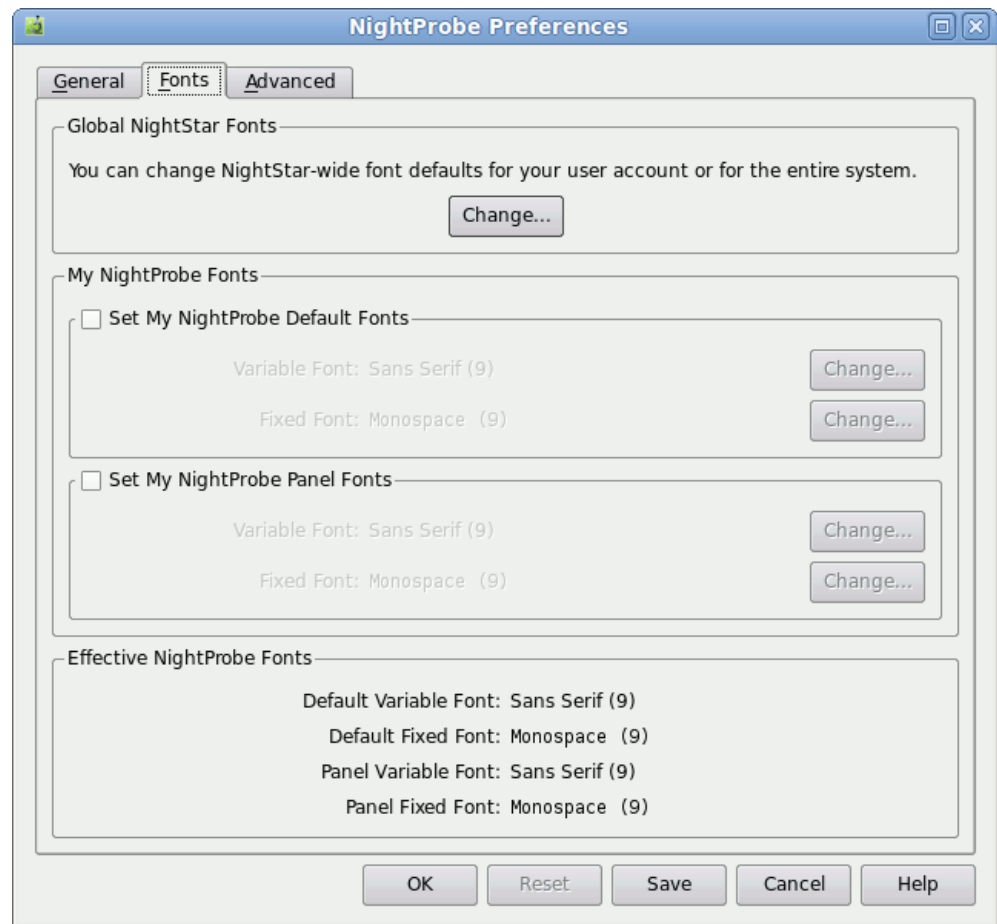 NightProbe Preferences
General Fonts Advanced
Global NightStar Fonts
You can change NightStar-wide font defaults for your user account or for the entire system.
Change...
My NightProbe Fonts
Set My NightProbe Default Fonts
Variable Font: Sans Serif (9) Change...
Fixed Font: Monospace (9) Change...
Set My NightProbe Panel Fonts
Variable Font: Sans Serif (9) Change...
Fixed Font: Monospace (9) Change...
Effective NightProbe Fonts
Default Variable Font: Sans Serif (9)
Default Fixed Font: Monospace (9)
Panel Variable Font: Sans Serif (9)
Panel Fixed Font: Monospace (9)
OK Reset Save Cancel Help